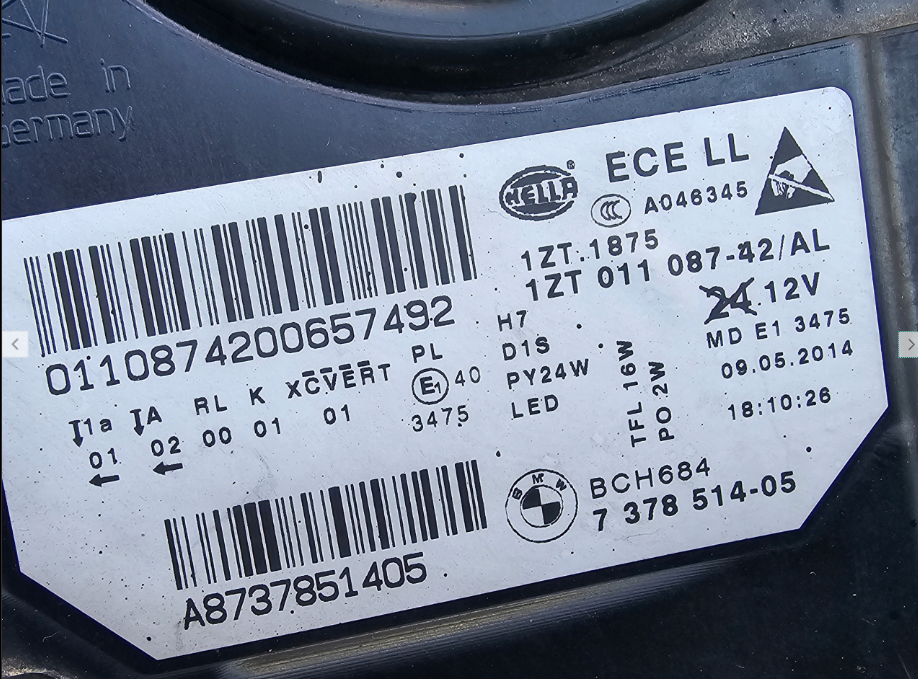 made in
Germany
HELLA
®
ECE LL
CCC A046345
1ZT.1875
1ZT 011 087-42/AL
24.12V
MD E1 3475
09.05.2014
18:10:26
0110874200657492
H7
D1S
PY24W
LED
TFL 16W
PO 2W
1a A RL K XCVERT PL
01 02 00 01 01 E1 40
3475
BMW
BCH684
7 378 514-05
A8737851405